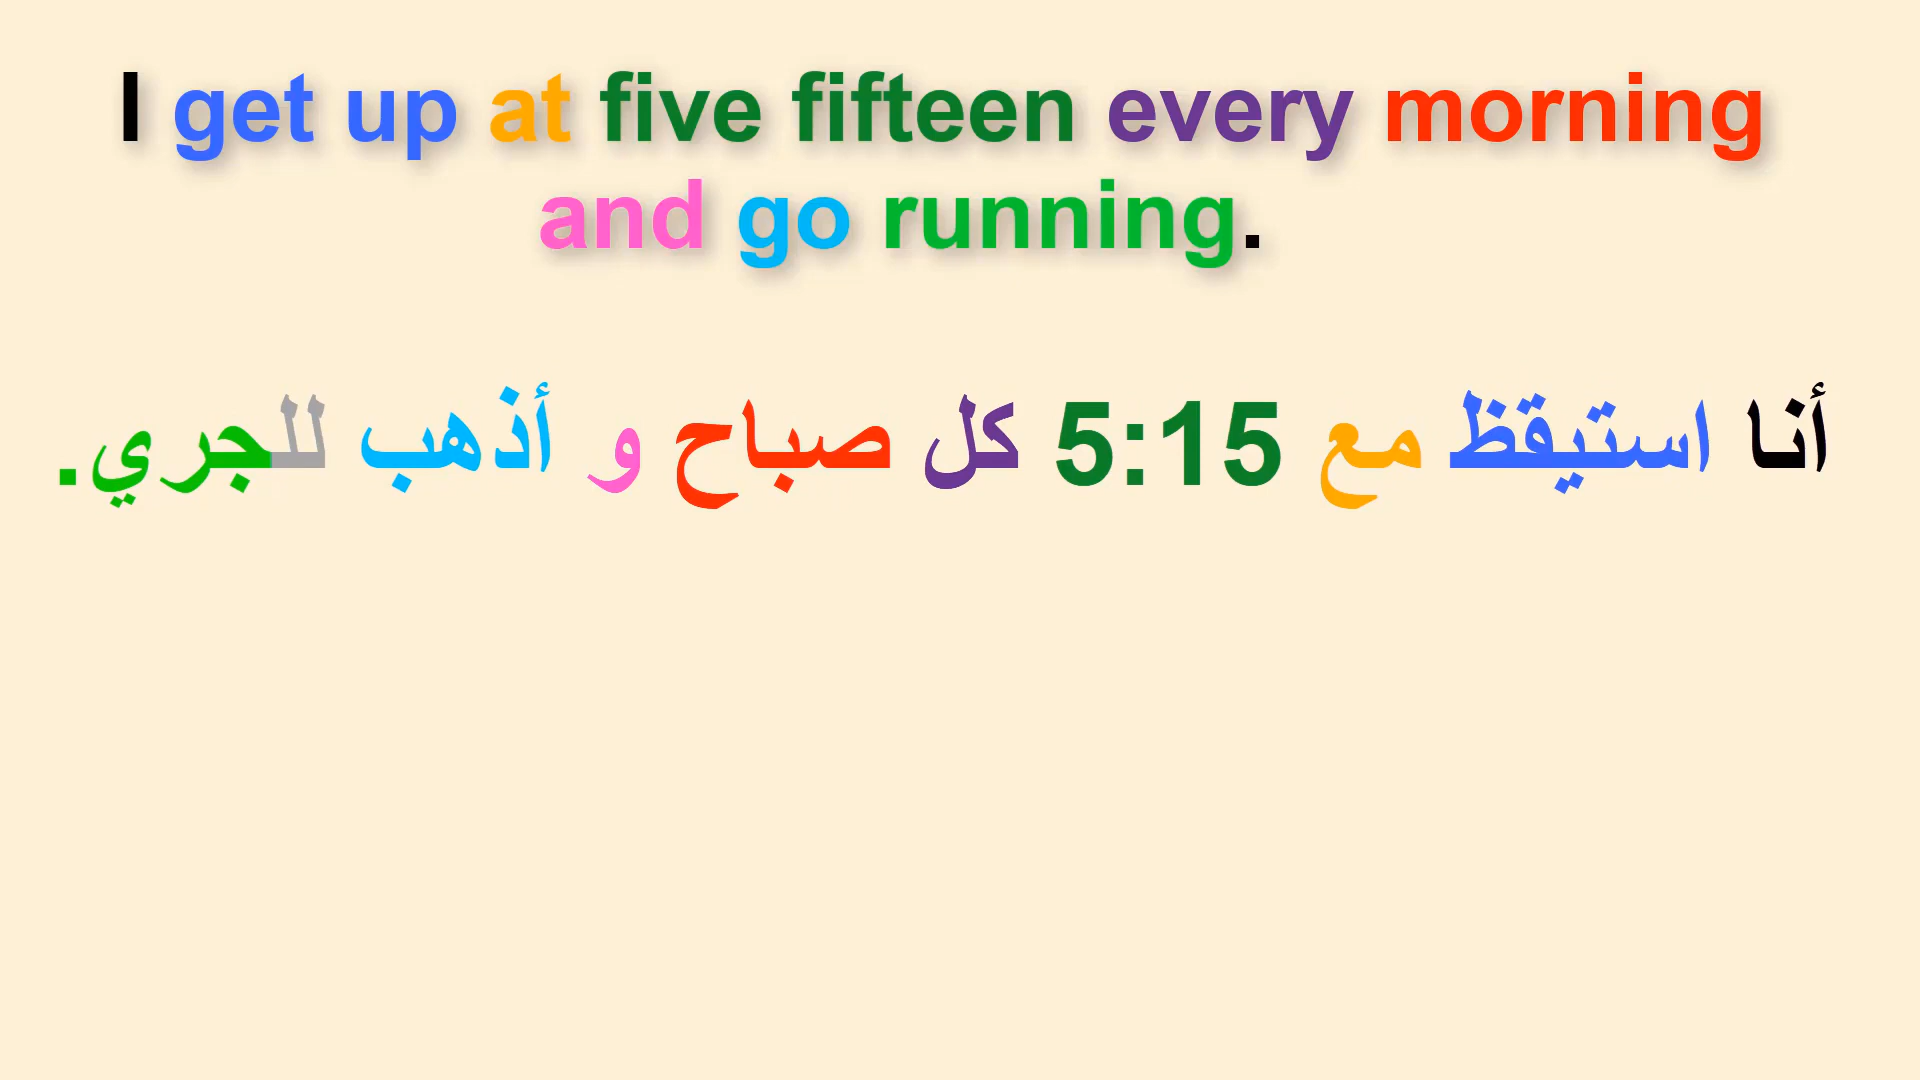 I get up at five fifteen every morning
and go running.
أنا استيقظ مع 5:15 كل صباح و أذهب للجري.